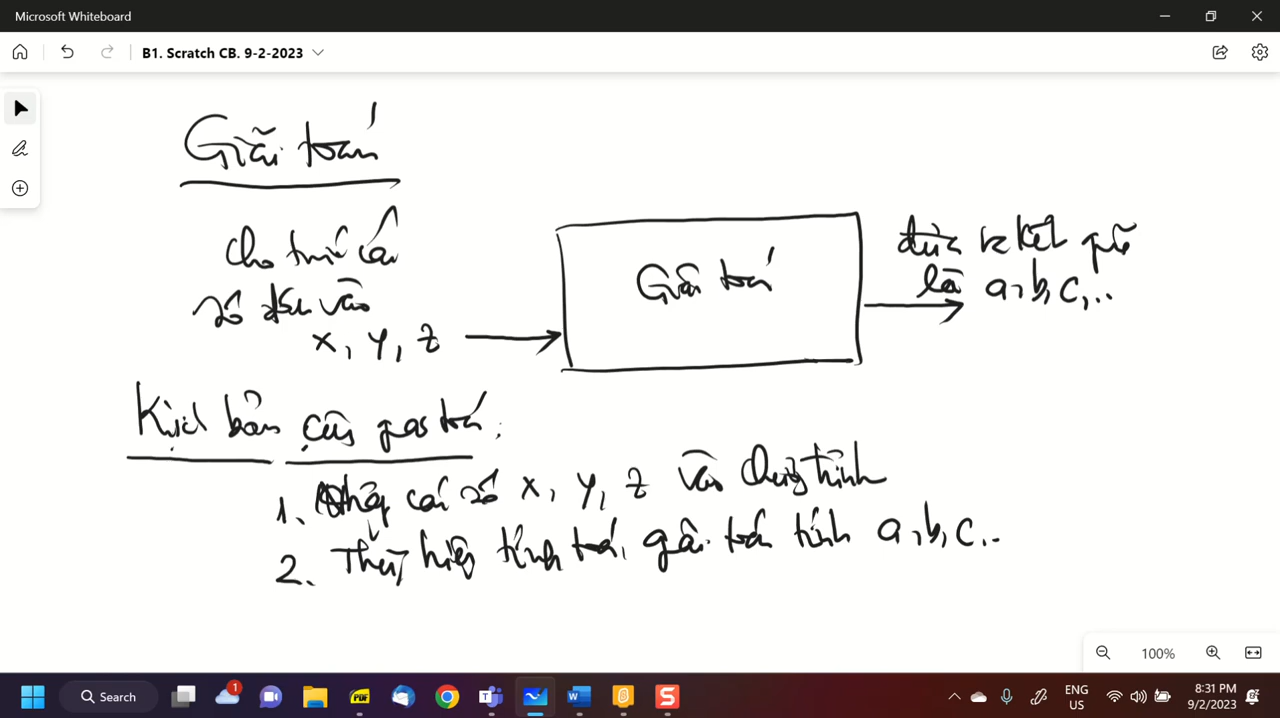 Microsoft Whiteboard
B1. Scratch CB. 9-2-2023
Giải toán
cho trước các
số đầu vào
x, y, z
Giải toán
đưa ra kết quả
là a, b, c,..
Kịch bản của giải toán:
1. Nhập các số x, y, z vào chương trình
2. Thực hiện tính toán, giải toán tính a, b, c,..
100%
Search
1
PDF
ENG
US
8:31 PM
9/2/2023